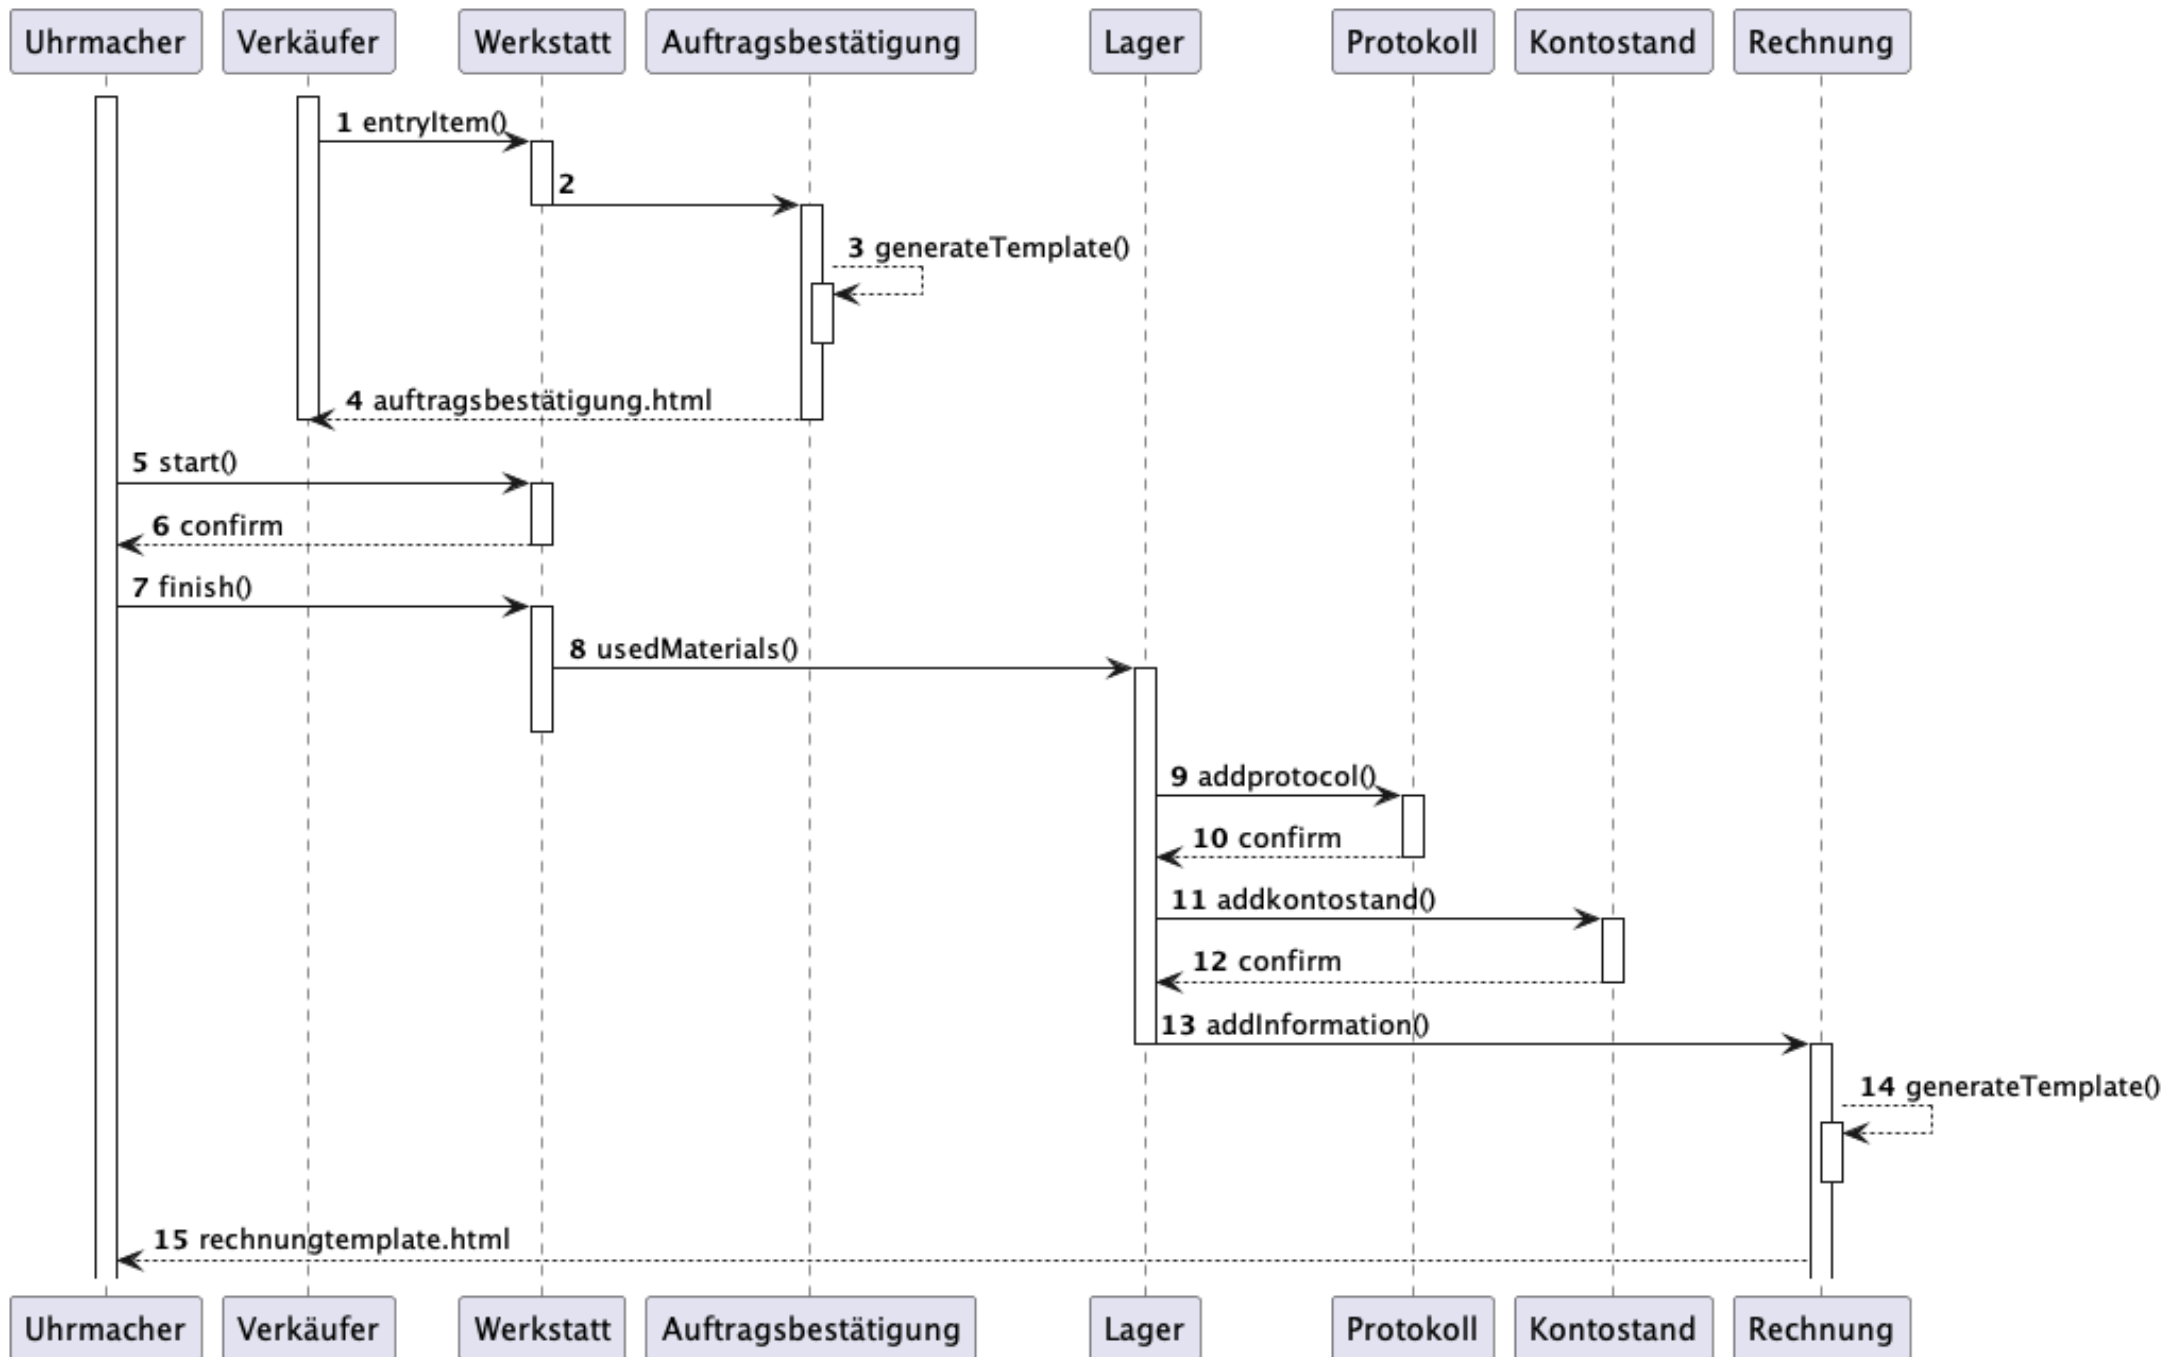 Uhrmacher Verkäufer Werkstatt Auftragsbestätigung Lager Protokoll Kontostand Rechnung
1 entryItem()
2
3 generateTemplate()
4 auftragsbestätigung.html
5 start()
6 confirm
7 finish()
8 usedMaterials()
9 addprotocol()
10 confirm
11 addkontostand()
12 confirm
13 addInformation()
14 generateTemplate()
15 rechnungtemplate.html
Uhrmacher Verkäufer Werkstatt Auftragsbestätigung Lager Protokoll Kontostand Rechnung